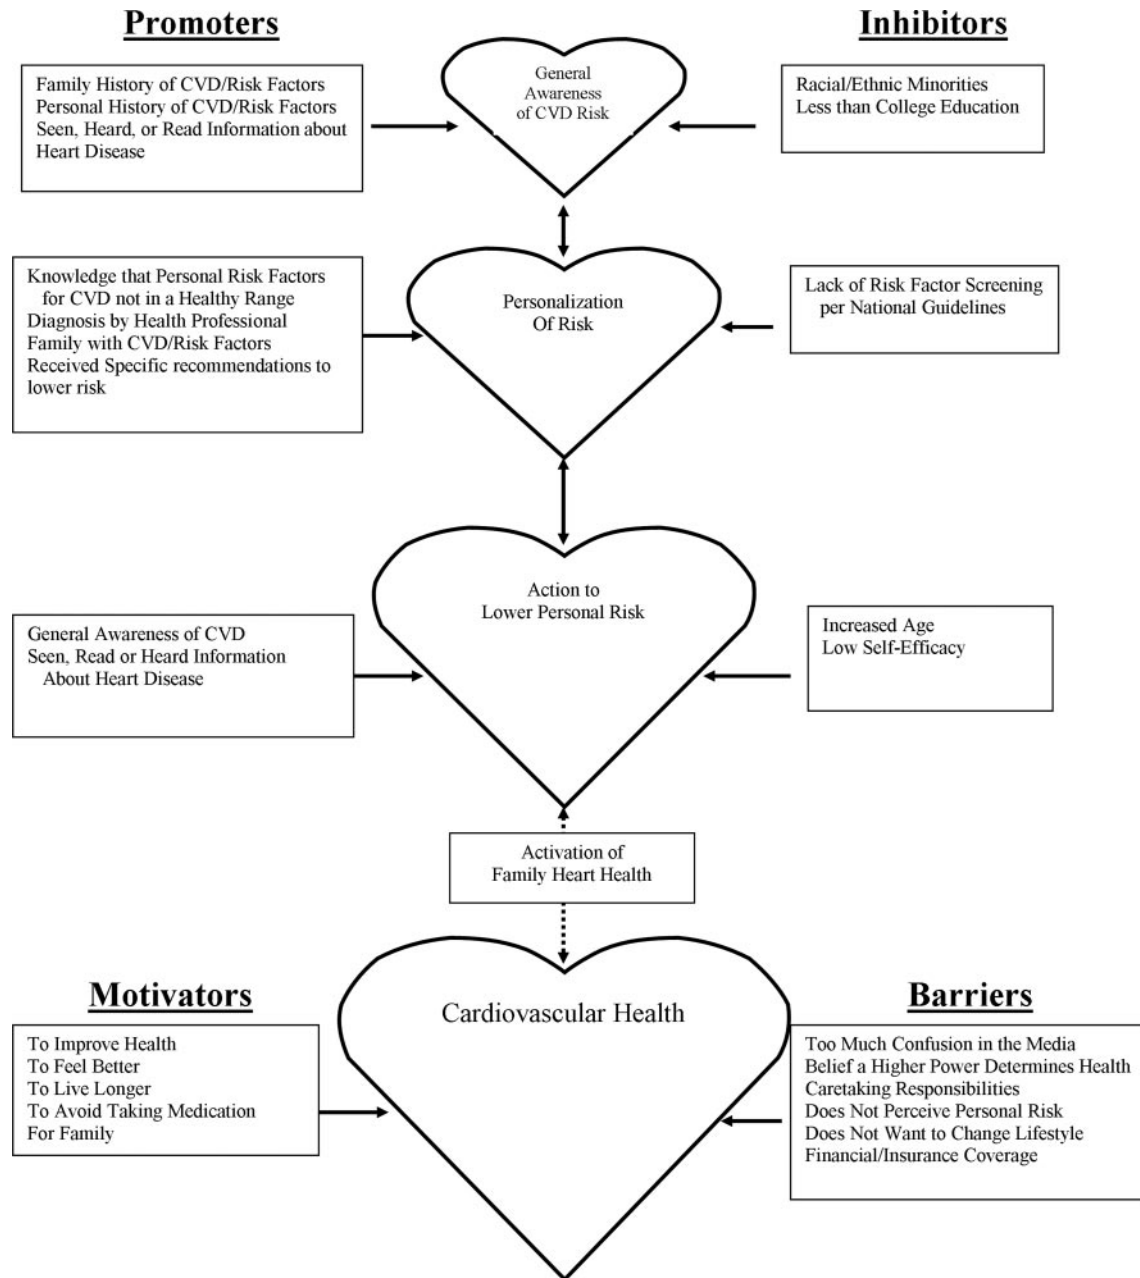 Promoters
Inhibitors
Family History of CVD/Risk Factors
Personal History of CVD/Risk Factors
Seen, Heard, or Read Information about
Heart Disease
General
Awareness
of CVD Risk
Racial/Ethnic Minorities
Less than College Education
Knowledge that Personal Risk Factors
for CVD not in a Healthy Range
Diagnosis by Health Professional
Family with CVD/Risk Factors
Received Specific recommendations to
lower risk
Personalization
Of Risk
Lack of Risk Factor Screening
per National Guidelines
General Awareness of CVD
Seen, Read or Heard Information
About Heart Disease
Action to
Lower Personal Risk
Increased Age
Low Self-Efficacy
Activation of
Family Heart Health
Motivators
Barriers
To Improve Health
To Feel Better
To Live Longer
To Avoid Taking Medication
For Family
Cardiovascular Health
Too Much Confusion in the Media
Belief a Higher Power Determines Health
Caretaking Responsibilities
Does Not Perceive Personal Risk
Does Not Want to Change Lifestyle
Financial/Insurance Coverage